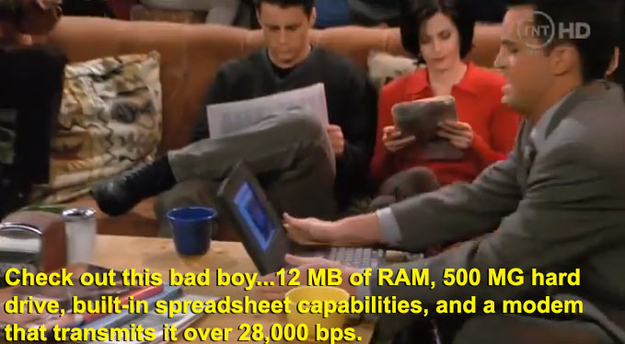 TNT HD
Check out this bad boy...12 MB of RAM, 500 MG hard
drive, built-in spreadsheet capabilities, and a modem
that transmits it over 28,000 bps.